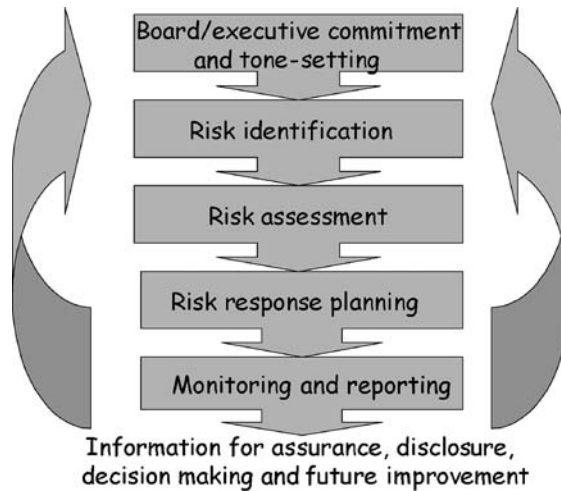 Board/executive commitment
and tone-setting
Risk identification
Risk assessment
Risk response planning
Monitoring and reporting
Information for assurance, disclosure,
decision making and future improvement